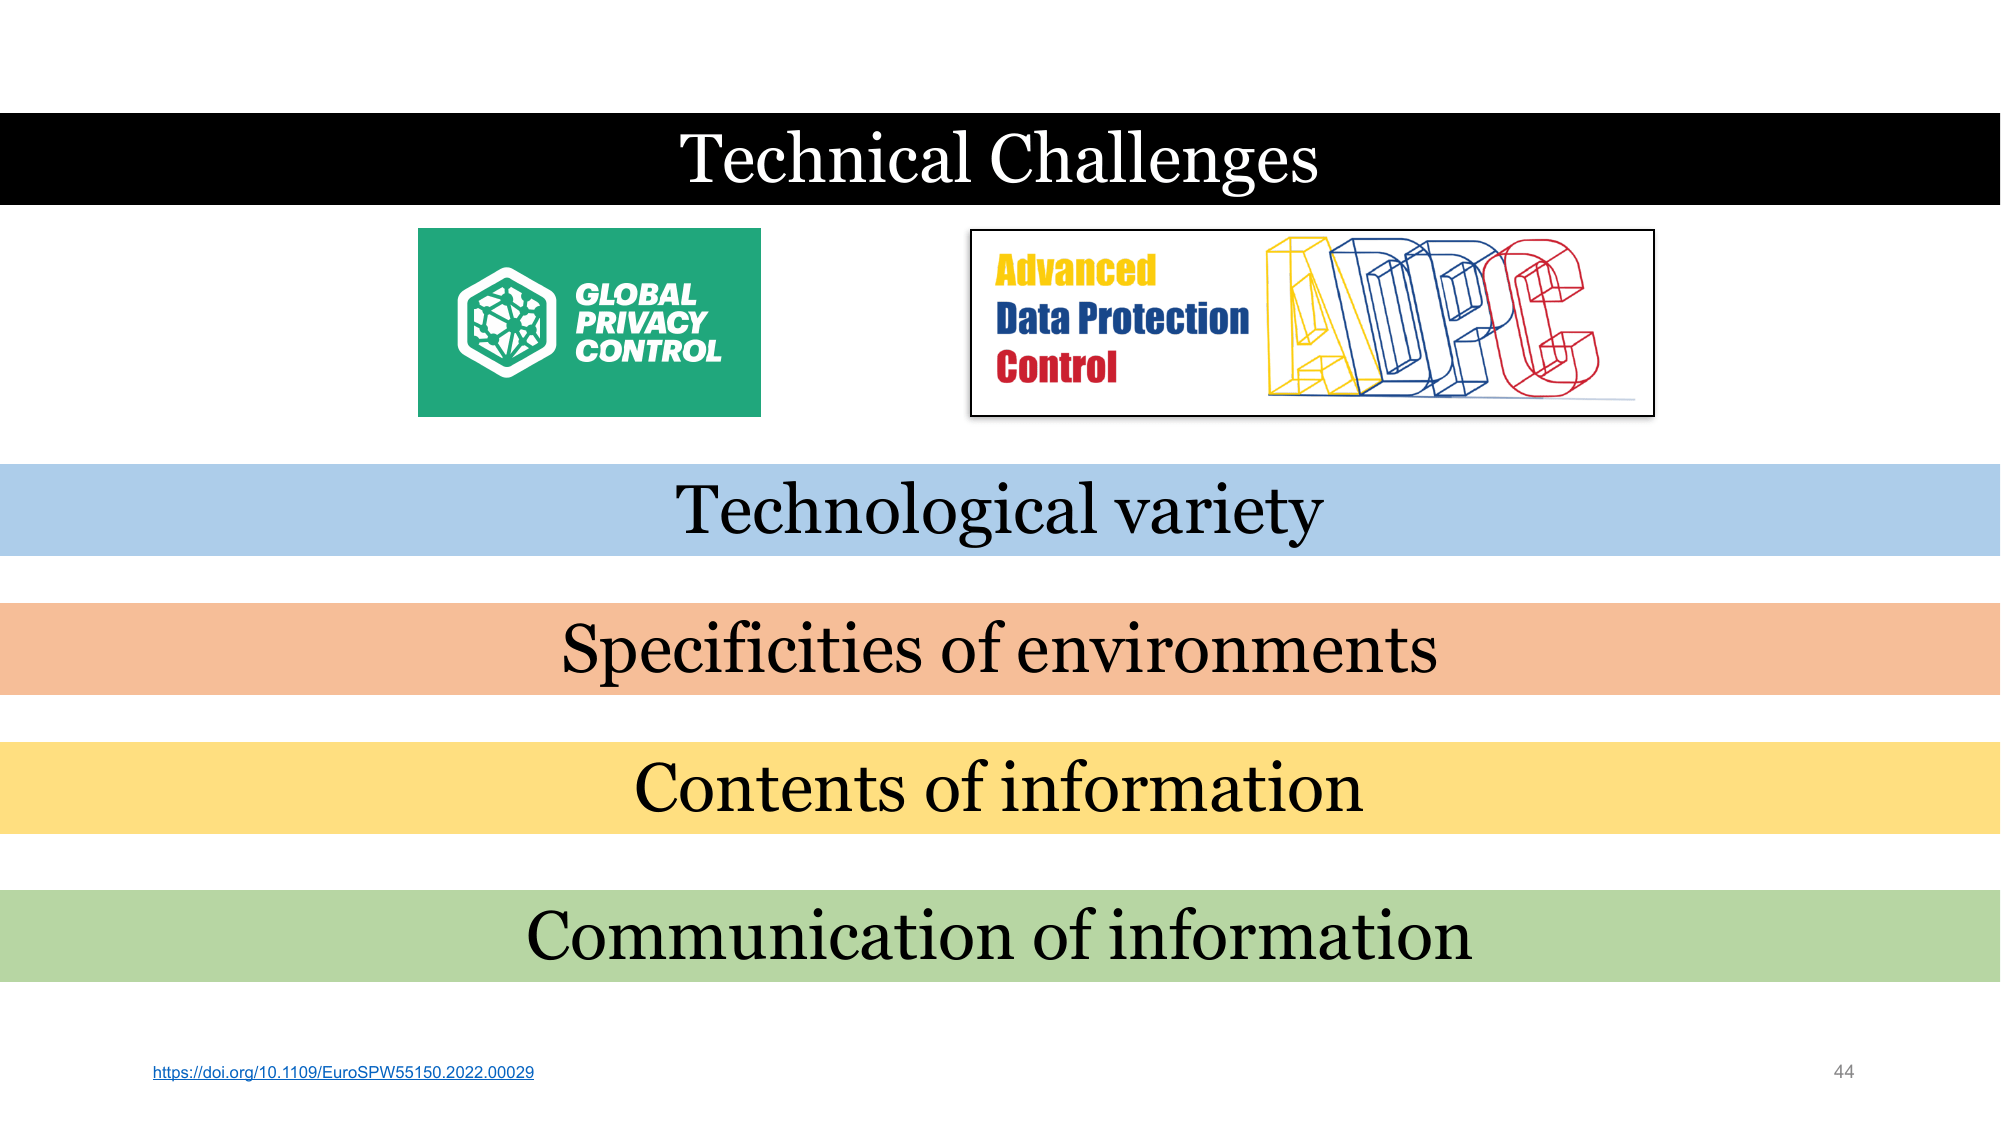 Technical Challenges
GLOBAL
PRIVACY
CONTROL
Advanced
Data Protection
Control
ADPC
Technological variety
Specificities of environments
Contents of information
Communication of information
https://doi.org/10.1109/EuroSPW55150.2022.00029
44